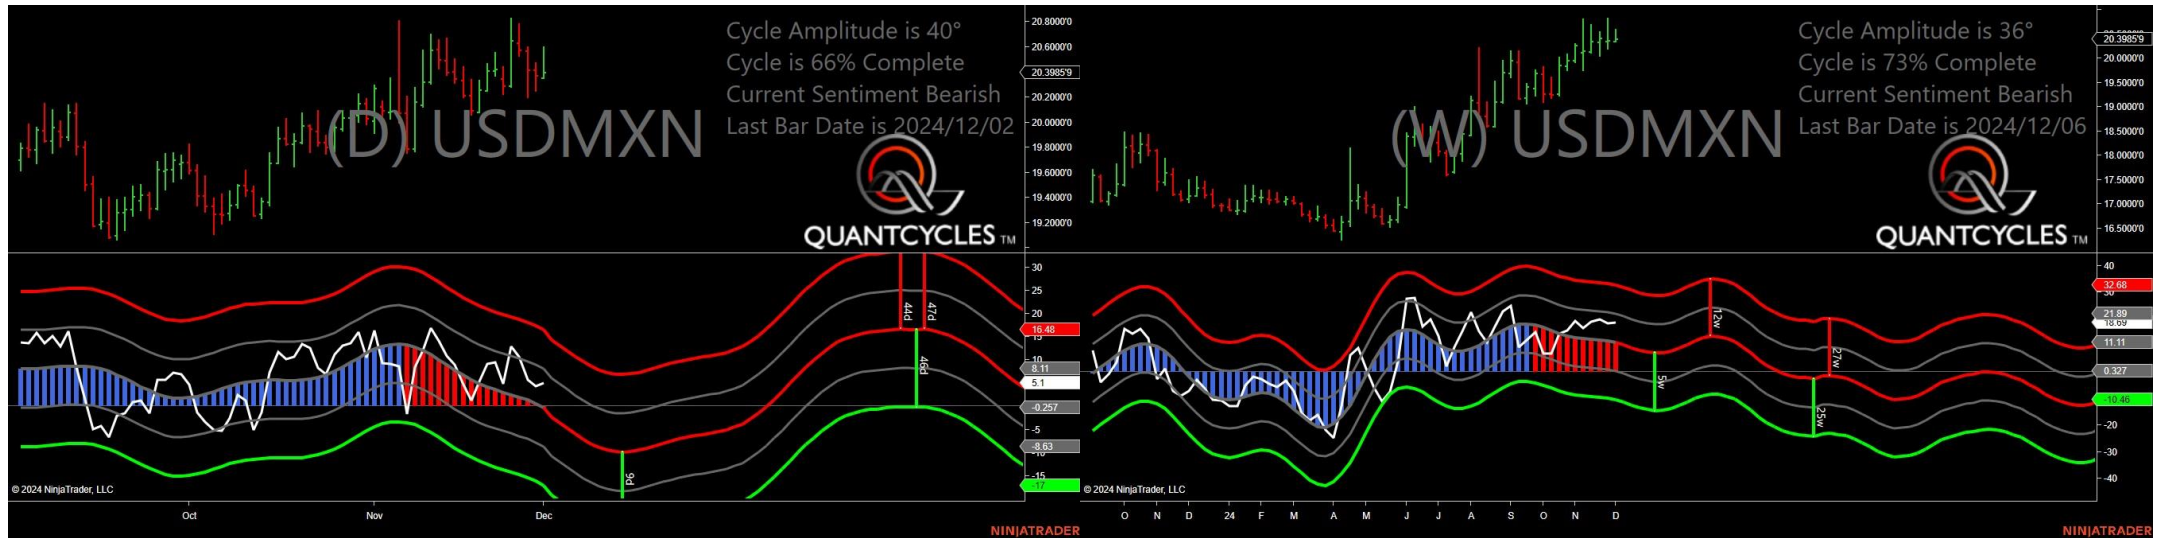 Cycle Amplitude is 40°
Cycle is 66% Complete
Current Sentiment Bearish
Last Bar Date is 2024/12/02
(D) USDMXN
QUANTCYCLES TM
20.8000'0
20.6000'0
20.3985'9
20.2000'0
20.0000'0
19.8000'0
19.6000'0
19.4000'0
19.2000'0
44d
47d
46d
9d
30
25
20
16.48
10
8.11
5.1
-0.257
-5
-8.63
-15
-17
© 2024 NinjaTrader, LLC
Oct
Nov
Dec
NINJATRADER
Cycle Amplitude is 36°
Cycle is 73% Complete
Current Sentiment Bearish
Last Bar Date is 2024/12/06
(W) USDMXN
QUANTCYCLES TM
20.3985'9
20.0000'0
19.5000'0
19.0000'0
18.5000'0
18.0000'0
17.5000'0
17.0000'0
16.5000'0
12w
27w
5w
25w
40
32.68
30
21.89
18.69
11.11
0.327
-10.46
-20
-30
-40
© 2024 NinjaTrader, LLC
O N D 24 F M A M J J A S O N D
NINJATRADER